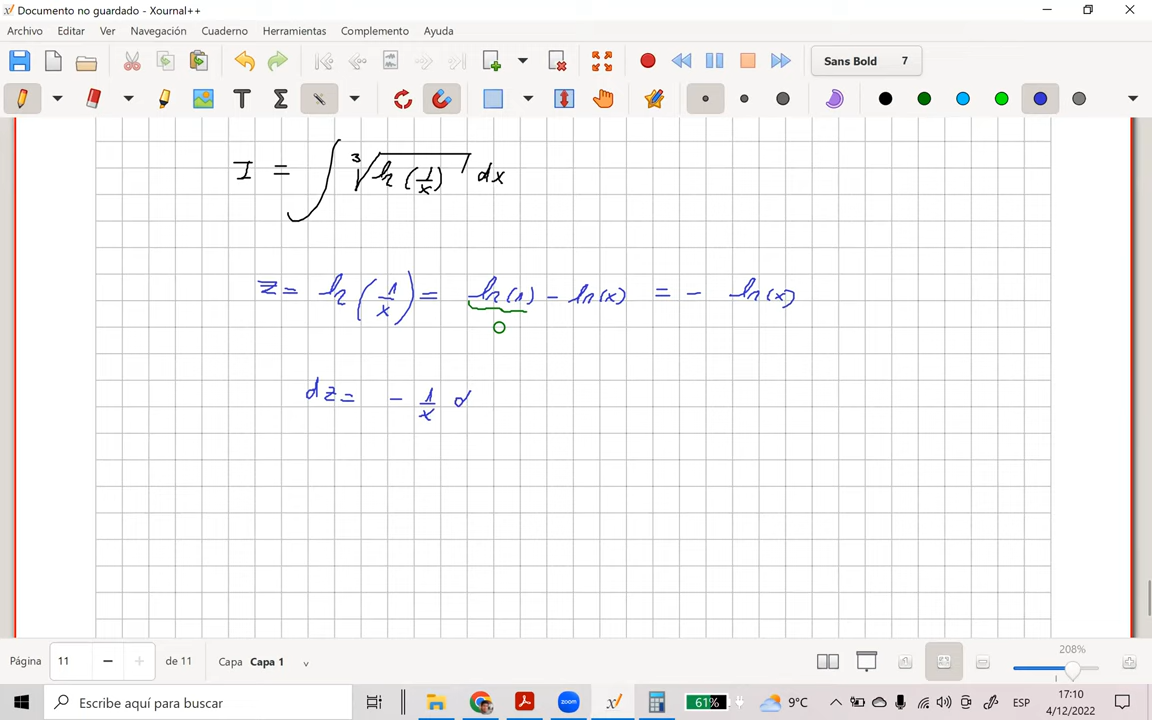 Documento no guardado - Xournal++
Archivo Editar Ver Navegación Cuaderno Herramientas Complemento Ayuda
Sans Bold 7
I = ∫ ∛(ln(1/x)) dx
z = ln(1/x) = ln(1) - ln(x) = - ln(x)
0
dz = - 1/x d
Página 11 de 11 Capa Capa 1 208%
Escribe aquí para buscar 61% 9°C ESP 17:10
4/12/2022